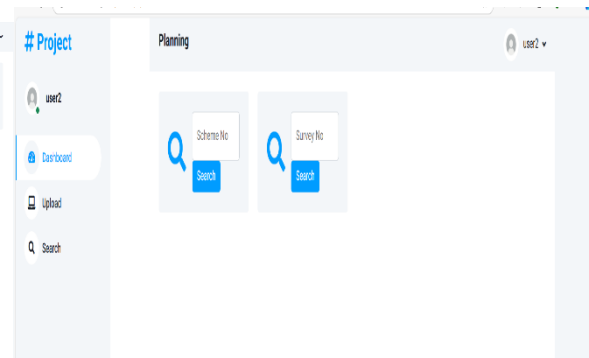 # Project
Planning
user2
user2
Dashboard
Upload
Search
Scheme No
Search
Survey No
Search